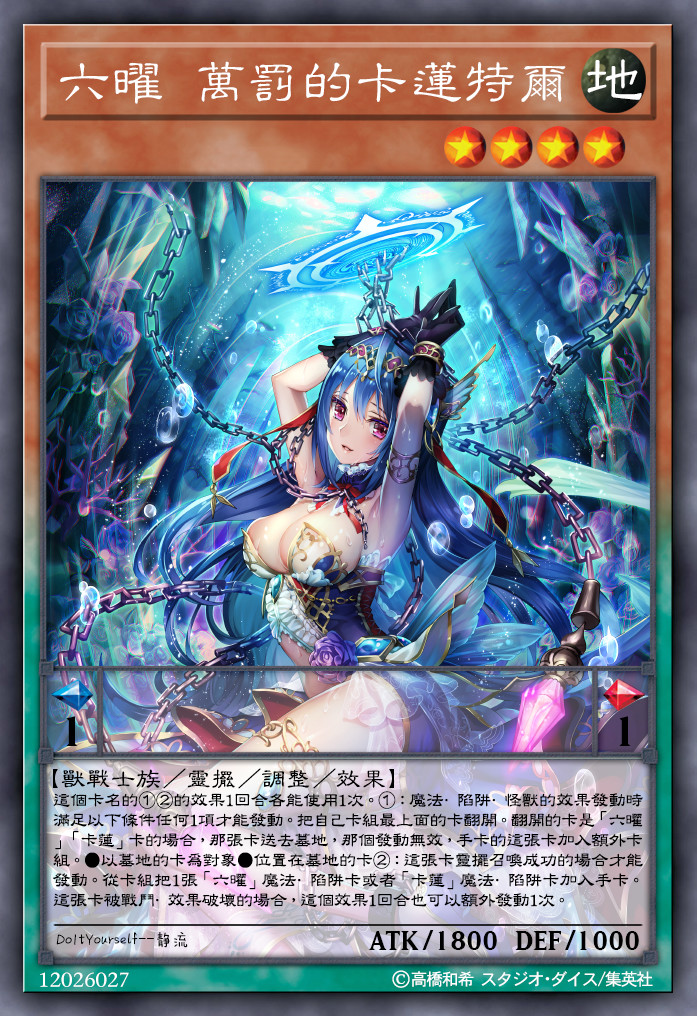 六曜 萬罰的卡蓮特爾 地
1 1
【獸戰士族／靈擺／調整／效果】
這個卡名的①②的效果1回合各能使用1次。①：魔法·陷阱·怪獸的效果發動時
滿足以下條件任何1項才能發動。把自己卡組最上面的卡翻開。翻開的卡是「六曜」
「卡蓮」卡的場合，那張卡送去墓地，那個發動無效，手卡的這張卡加入額外卡
組。●以墓地的卡為對象●位置在墓地的卡②：這張卡靈擺召喚成功的場合才能
發動。從卡組把1張「六曜」魔法·陷阱卡或者「卡蓮」魔法·陷阱卡加入手卡。
這張卡被戰鬥·效果破壞的場合，這個效果1回合也可以額外發動1次。
DoItYourself--静流 ATK/1800 DEF/1000
12026027 ©高橋和希 スタジオ・ダイス/集英社